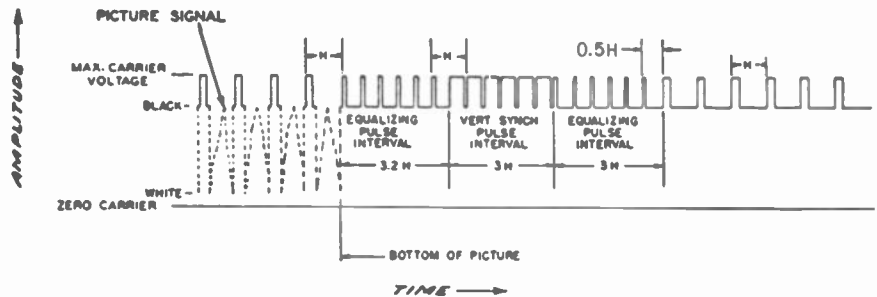 PICTURE SIGNAL
H
H
0.5H
H
MAX. CARRIER
VOLTAGE
BLACK
EQUALIZING
PULSE
INTERVAL
VERT SYNCH
PULSE
INTERVAL
EQUALIZING
PULSE
INTERVAL
3.2 H
3 H
3 H
WHITE
ZERO CARRIER
BOTTOM OF PICTURE
AMPLITUDE
TIME